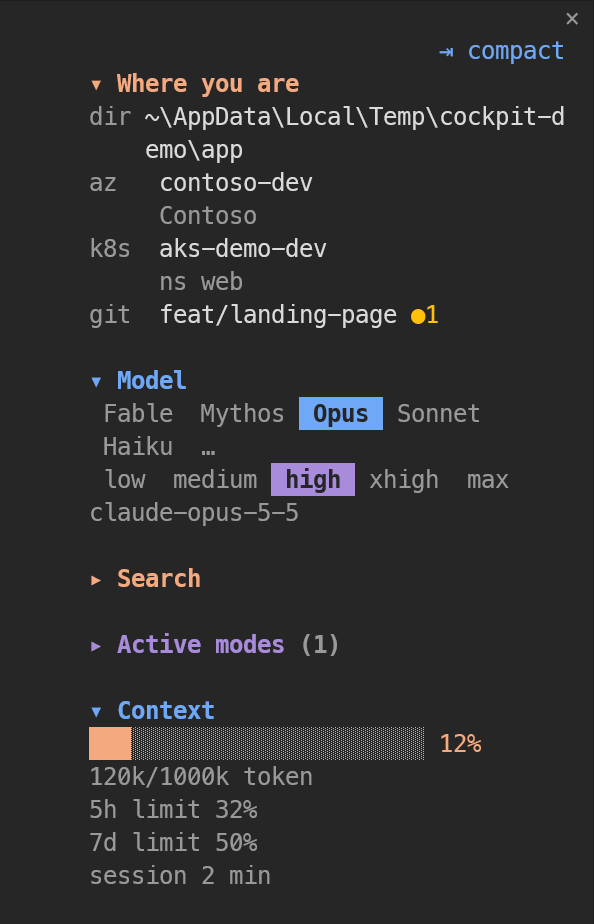 ×
⇥ compact
▾ Where you are
dir ~\AppData\Local\Temp\cockpit-d
emo\app
az contoso-dev
Contoso
k8s aks-demo-dev
ns web
git feat/landing-page ●1
▾ Model
Fable Mythos Opus Sonnet
Haiku …
low medium high xhigh max
claude-opus-5-5
▸ Search
▸ Active modes (1)
▾ Context
12%
120k/1000k token
5h limit 32%
7d limit 50%
session 2 min